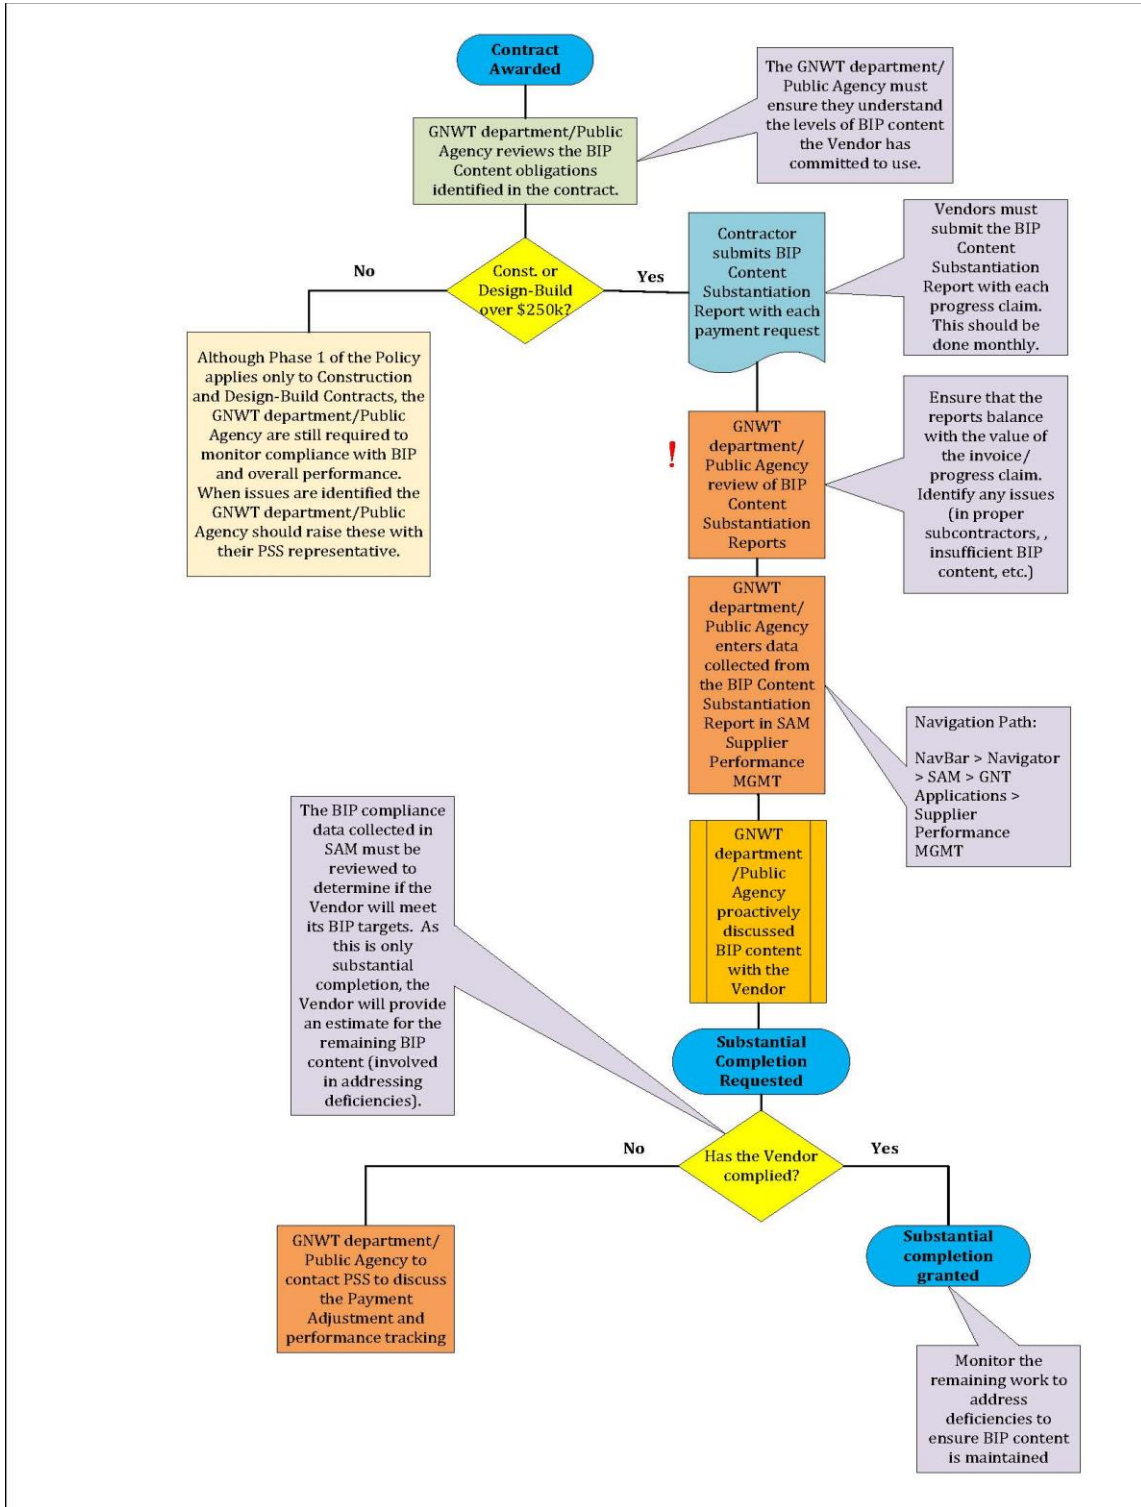 Contract
Awarded
The GNWT department/
Public Agency must
ensure they understand
the levels of BIP content
the Vendor has
committed to use.
GNWT department/Public
Agency reviews the BIP
Content obligations
identified in the contract.
Const. or
Design-Build
over $250k?
No
Yes
Contractor
submits BIP
Content
Substantiation
Report with each
payment request
Vendors must
submit the BIP
Content
Substantiation
Report with each
progress claim.
This should be
done monthly.
Although Phase 1 of the Policy
applies only to Construction
and Design-Build Contracts, the
GNWT department/Public
Agency are still required to
monitor compliance with BIP
and overall performance.
When issues are identified the
GNWT department/Public
Agency should raise these with
their PSS representative.
!
GNWT
department/
Public Agency
review of BIP
Content
Substantiation
Reports
Ensure that the
reports balance
with the value of
the invoice/
progress claim.
Identify any issues
(in proper
subcontractors, ,
insufficient BIP
content, etc.)
GNWT
department/
Public Agency
enters data
collected from
the BIP Content
Substantiation
Report in SAM
Supplier
Performance
MGMT
Navigation Path:
NavBar > Navigator
> SAM > GNT
Applications >
Supplier
Performance
MGMT
GNWT
department
/Public
Agency
proactively
discussed
BIP content
with the
Vendor
The BIP compliance
data collected in
SAM must be
reviewed to
determine if the
Vendor will meet
its BIP targets. As
this is only
substantial
completion, the
Vendor will provide
an estimate for the
remaining BIP
content (involved
in addressing
deficiencies).
Substantial
Completion
Requested
Has the Vendor
complied?
No
Yes
GNWT department/
Public Agency to
contact PSS to discuss
the Payment
Adjustment and
performance tracking
Substantial
completion
granted
Monitor the
remaining work to
address
deficiencies to
ensure BIP content
is maintained